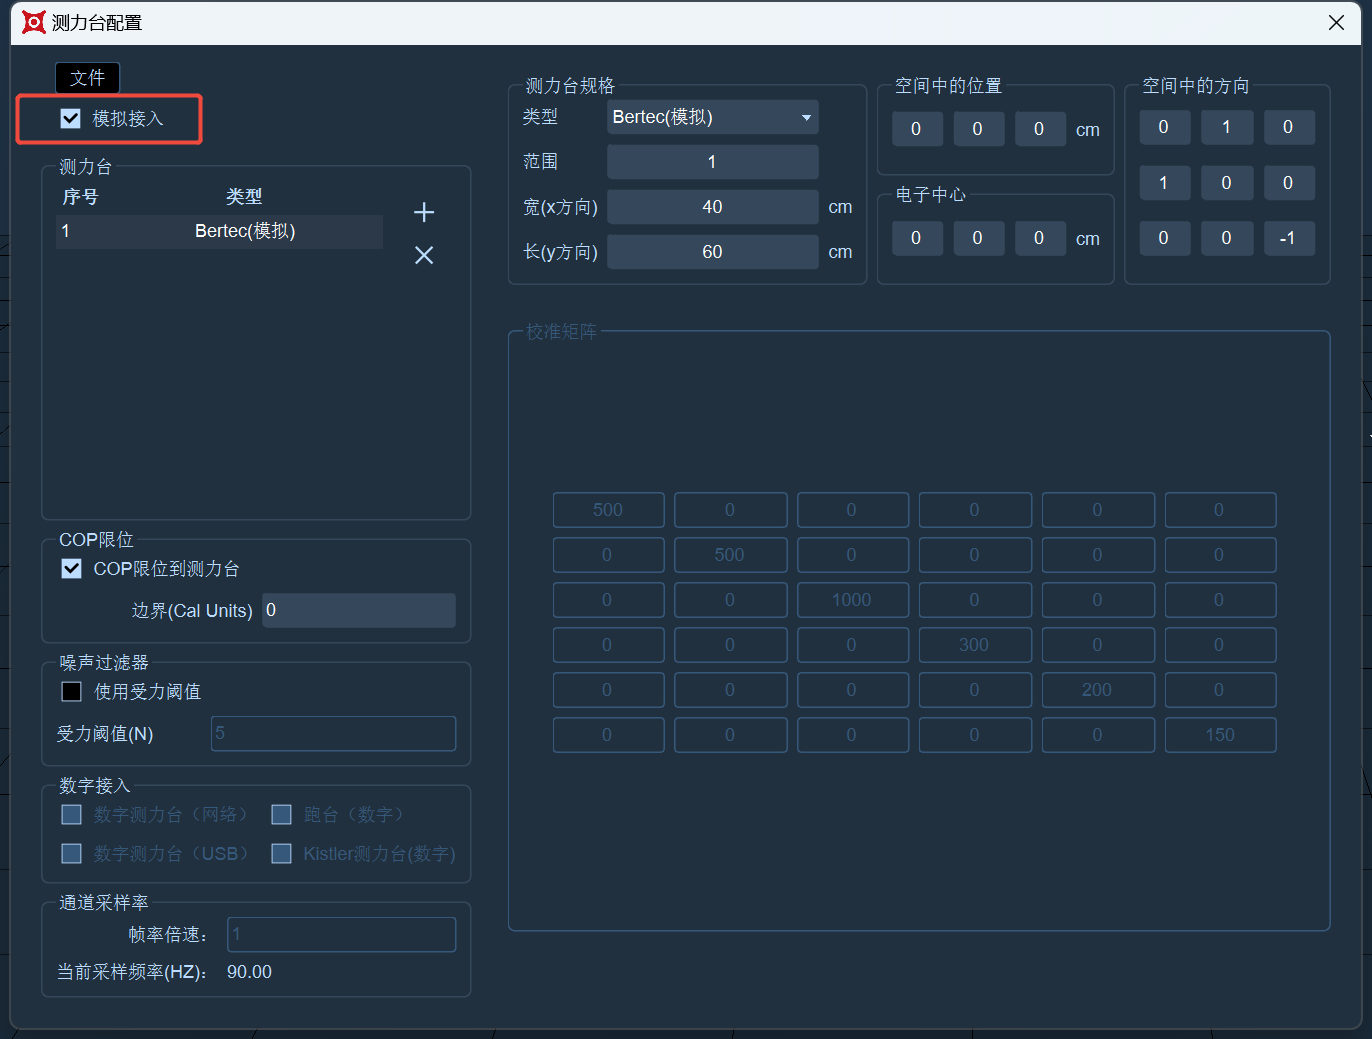 测力台配置
文件
模拟接入
测力台
序号 类型
1 Bertec(模拟)
COP限位
COP限位到测力台
边界(Cal Units) 0
噪声过滤器
使用受力阈值
受力阈值(N) 5
数字接入
数字测力台（网络） 跑台（数字）
数字测力台（USB） Kistler测力台(数字)
通道采样率
帧率倍速： 1
当前采样频率(HZ)： 90.00
测力台规格
类型 Bertec(模拟)
范围 1
宽(x方向) 40 cm
长(y方向) 60 cm
空间中的位置
0 0 0 cm
电子中心
0 0 0 cm
空间中的方向
0 1 0
1 0 0
0 0 -1
校准矩阵
500 0 0 0 0 0
0 500 0 0 0 0
0 0 1000 0 0 0
0 0 0 300 0 0
0 0 0 0 200 0
0 0 0 0 0 150